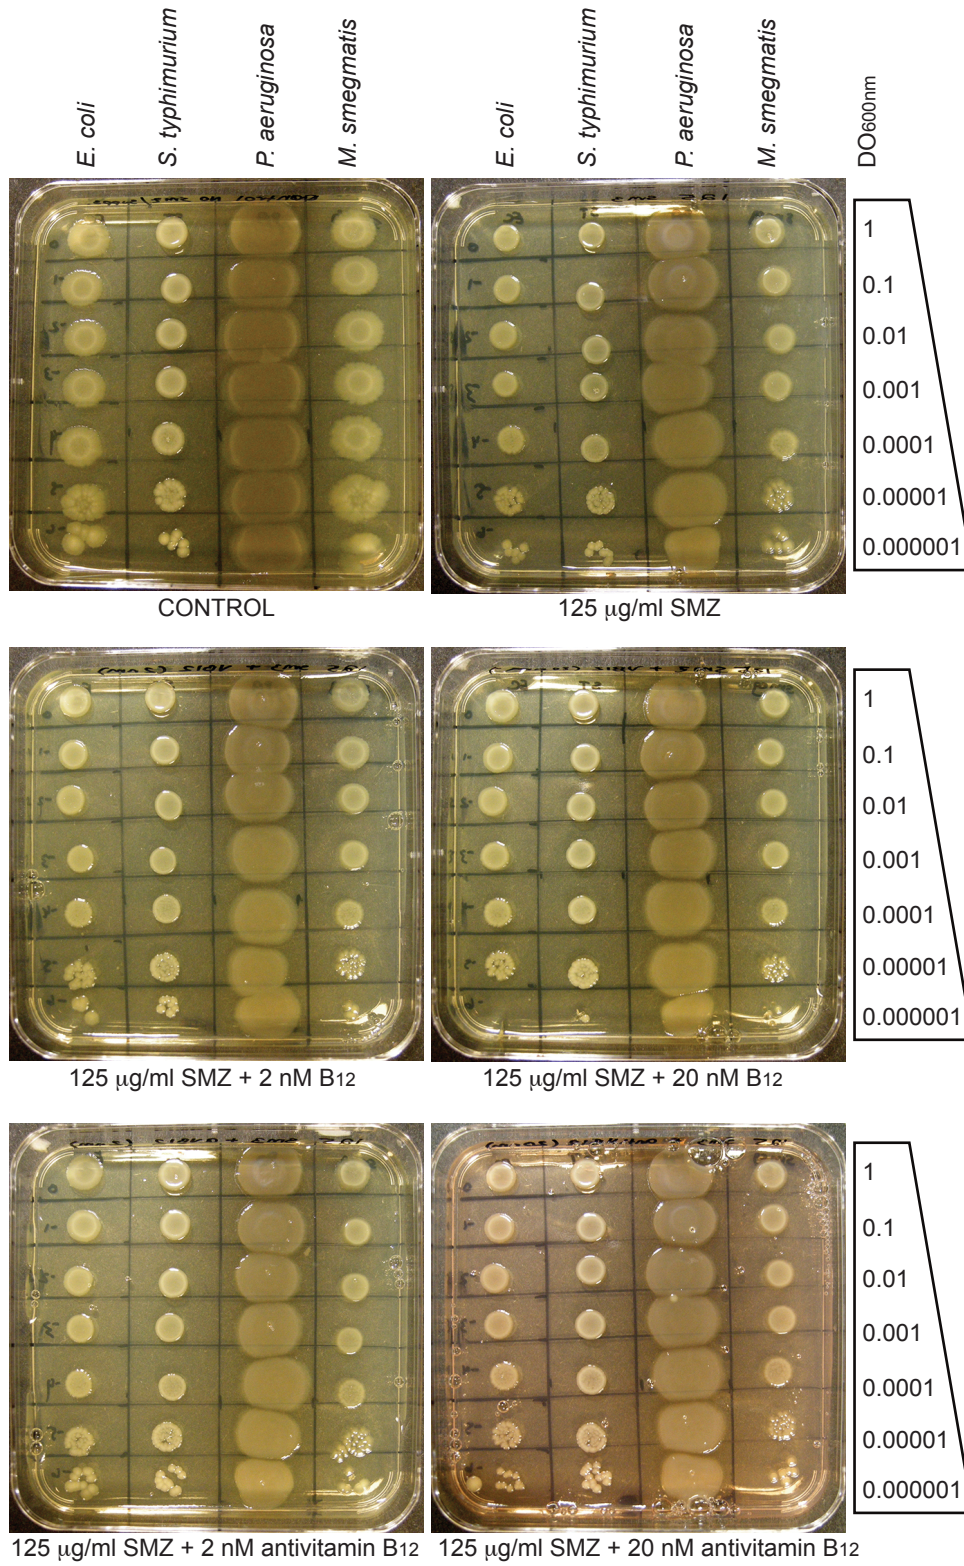 E. coli
S. typhimurium
P. aeruginosa
M. smegmatis
E. coli
S. typhimurium
P. aeruginosa
M. smegmatis
DO600nm
1
0.1
0.01
0.001
0.0001
0.00001
0.000001
CONTROL
125 μg/ml SMZ
1
0.1
0.01
0.001
0.0001
0.00001
0.000001
125 μg/ml SMZ + 2 nM B12
125 μg/ml SMZ + 20 nM B12
1
0.1
0.01
0.001
0.0001
0.00001
0.000001
125 μg/ml SMZ + 2 nM antivitamin B12
125 μg/ml SMZ + 20 nM antivitamin B12